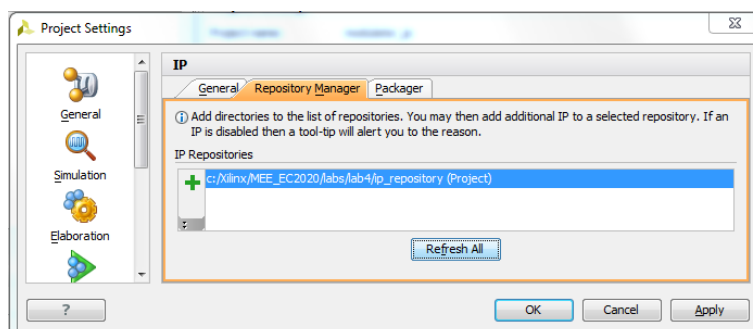 Project Settings
IP
General
Repository Manager
Packager
Add directories to the list of repositories. You may then add additional IP to a selected repository. If an
IP is disabled then a tool-tip will alert you to the reason.
IP Repositories
c:/Xilinx/MEE_EC2020/labs/lab4/ip_repository (Project)
Refresh All
General
Simulation
Elaboration
?
OK
Cancel
Apply